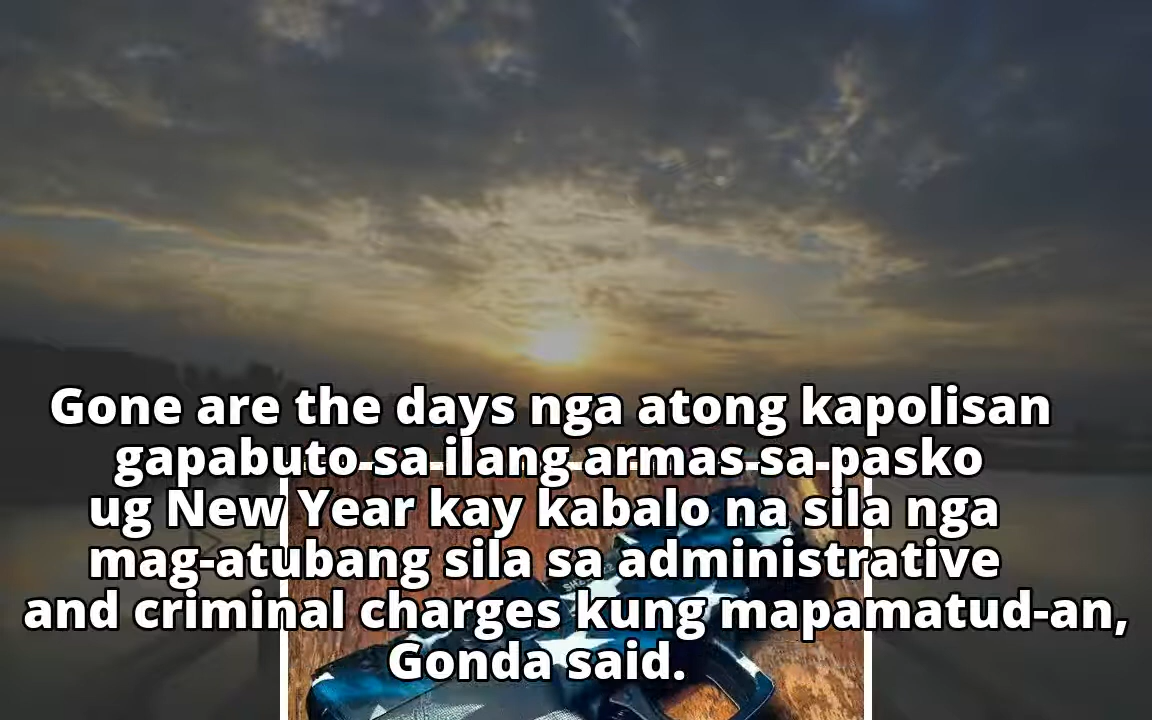 Gone are the days nga atong kapolisan
gapabuto sa ilang armas sa pasko
ug New Year kay kabalo na sila nga
mag-atubang sila sa administrative
and criminal charges kung mapamatud-an,
Gonda said.